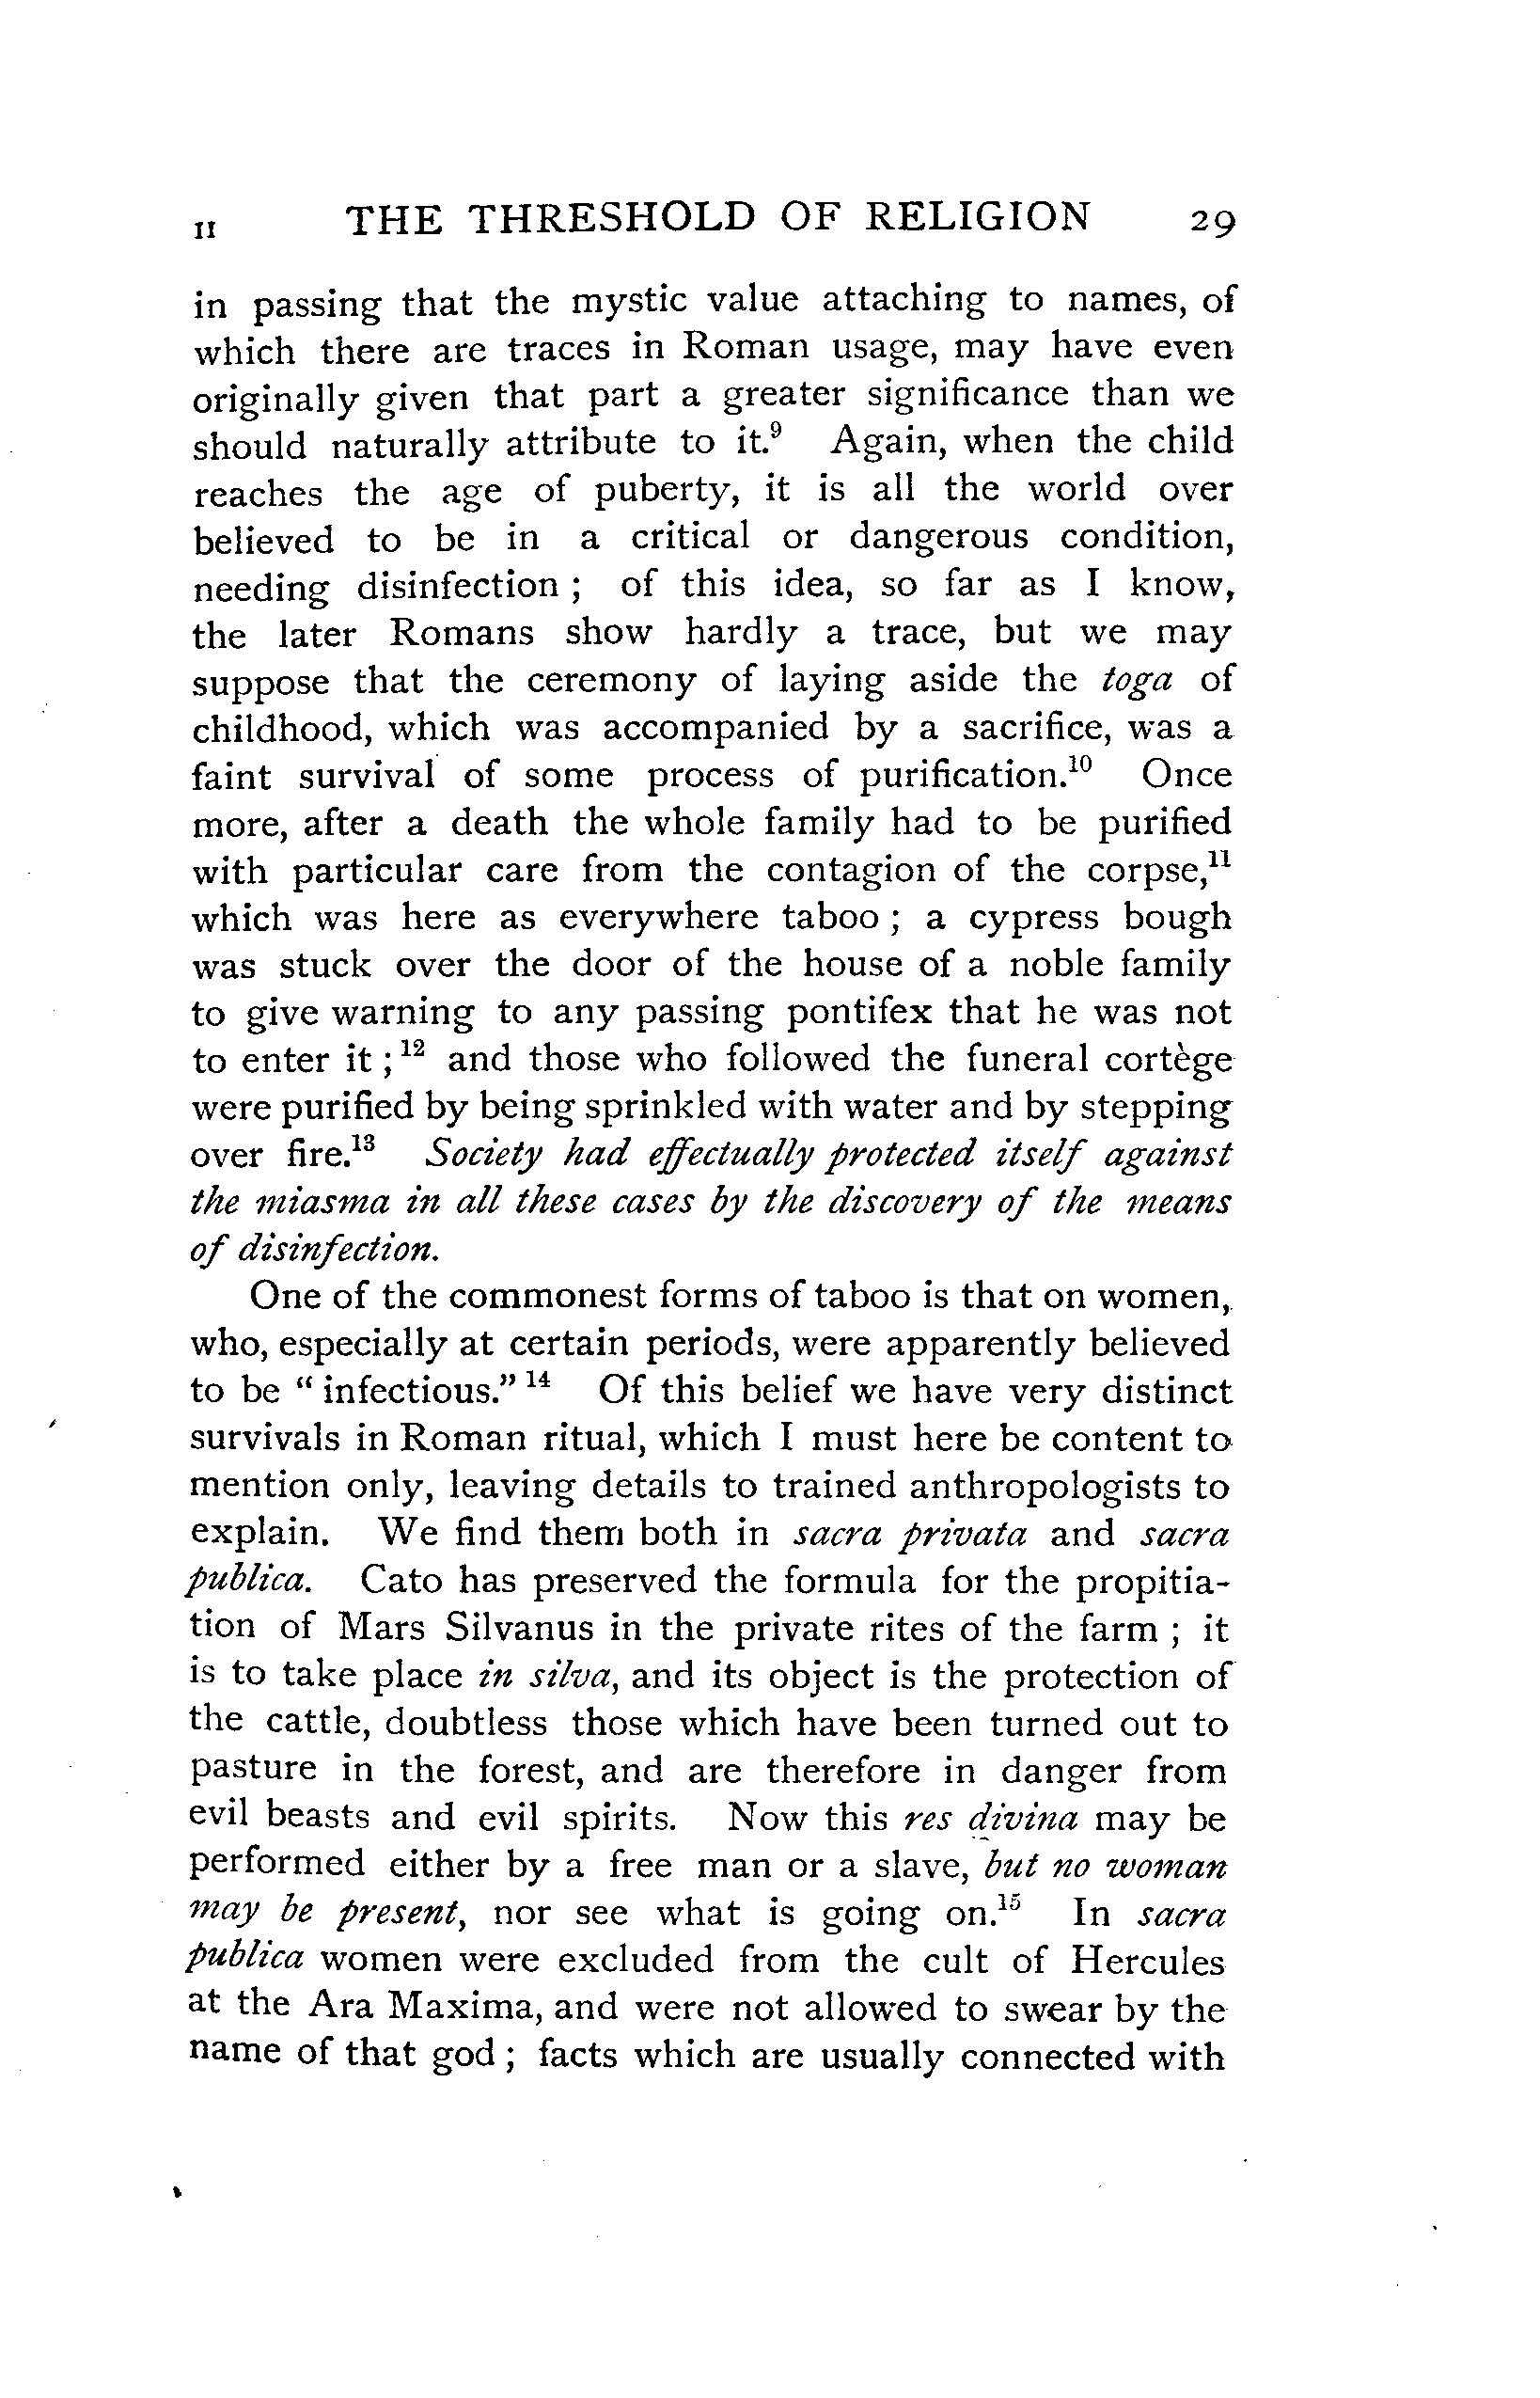 II THE THRESHOLD OF RELIGION 29
in passing that the mystic value attaching to names, of
which there are traces in Roman usage, may have even
originally given that part a greater significance than we
should naturally attribute to it.⁹ Again, when the child
reaches the age of puberty, it is all the world over
believed to be in a critical or dangerous condition,
needing disinfection ; of this idea, so far as I know,
the later Romans show hardly a trace, but we may
suppose that the ceremony of laying aside the toga of
childhood, which was accompanied by a sacrifice, was a
faint survival of some process of purification.¹⁰ Once
more, after a death the whole family had to be purified
with particular care from the contagion of the corpse,¹¹
which was here as everywhere taboo ; a cypress bough
was stuck over the door of the house of a noble family
to give warning to any passing pontifex that he was not
to enter it ;¹² and those who followed the funeral cortège
were purified by being sprinkled with water and by stepping
over fire.¹³ Society had effectually protected itself against
the miasma in all these cases by the discovery of the means
of disinfection.
One of the commonest forms of taboo is that on women,
who, especially at certain periods, were apparently believed
to be “ infectious.” ¹⁴ Of this belief we have very distinct
survivals in Roman ritual, which I must here be content to
mention only, leaving details to trained anthropologists to
explain. We find them both in sacra privata and sacra
publica. Cato has preserved the formula for the propitia-
tion of Mars Silvanus in the private rites of the farm ; it
is to take place in silva, and its object is the protection of
the cattle, doubtless those which have been turned out to
pasture in the forest, and are therefore in danger from
evil beasts and evil spirits. Now this res divina may be
performed either by a free man or a slave, but no woman
may be present, nor see what is going on.¹⁵ In sacra
publica women were excluded from the cult of Hercules
at the Ara Maxima, and were not allowed to swear by the
name of that god ; facts which are usually connected with